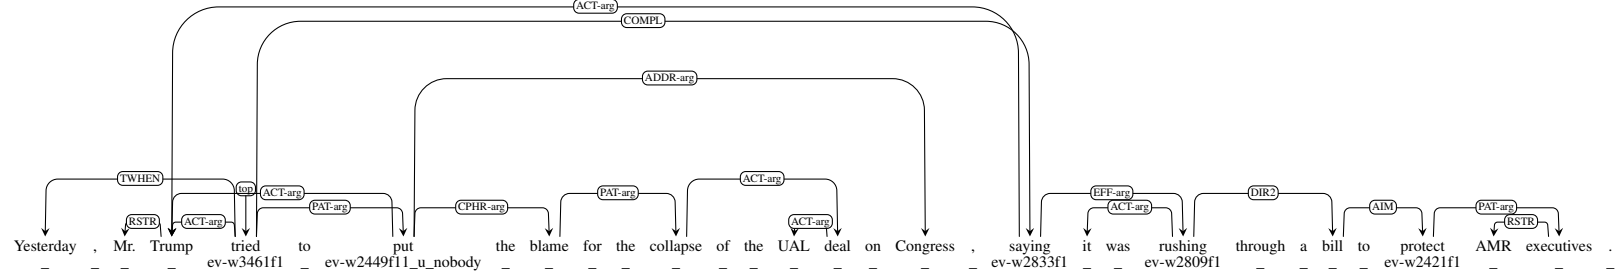 ACT-arg
COMPL
ADDR-arg
TWHEN ACT-arg
top ACT-arg PAT-arg EFF-arg DIR2
PAT-arg CPHR-arg ACT-arg AIM PAT-arg
RSTR ACT-arg ACT-arg RSTR
Yesterday , Mr. Trump tried to put the blame for the collapse of the UAL deal on Congress , saying it was rushing through a bill to protect AMR executives .
_ _ _ _ ev-w3461f1 _ ev-w2449f11_u_nobody _ _ _ _ _ _ _ _ _ _ _ _ ev-w2833f1 _ _ ev-w2809f1 _ _ _ _ ev-w2421f1 _ _ _